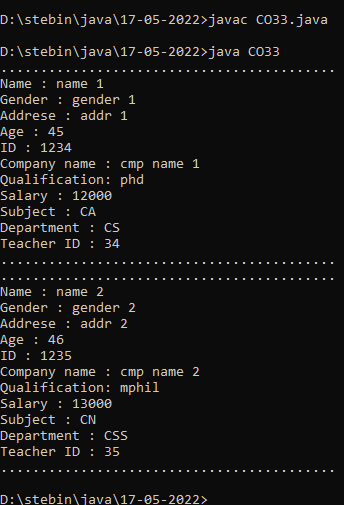 D:\stebin\java\17-05-2022>javac CO33.java
D:\stebin\java\17-05-2022>java CO33
..........................................
Name : name 1
Gender : gender 1
Addrese : addr 1
Age : 45
ID : 1234
Company name : cmp name 1
Qualification: phd
Salary : 12000
Subject : CA
Department : CS
Teacher ID : 34
..........................................
..........................................
Name : name 2
Gender : gender 2
Addrese : addr 2
Age : 46
ID : 1235
Company name : cmp name 2
Qualification: mphil
Salary : 13000
Subject : CN
Department : CSS
Teacher ID : 35
..........................................
D:\stebin\java\17-05-2022>